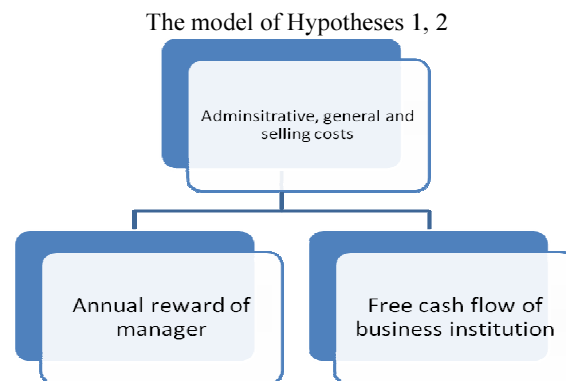 The model of Hypotheses 1, 2
Adminsitrative, general and
selling costs
Annual reward of
manager
Free cash flow of
business institution